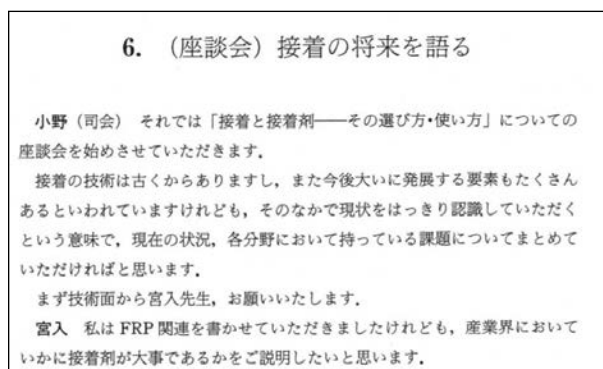 6. （座談会）接着の将来を語る
小野（司会） それでは「接着と接着剤——その選び方・使い方」についての
座談会を始めさせていただきます．
接着の技術は古くからありますし，また今後大いに発展する要素もたくさん
あるといわれていますけれども，そのなかで現状をはっきり認識していただく
という意味で，現在の状況，各分野において持っている課題についてまとめて
いただければと思います．
まず技術面から宮入先生，お願いいたします．
宮入 私は FRP 関連を書かせていただきましたけれども，産業界において
いかに接着剤が大事であるかをご説明したいと思います．